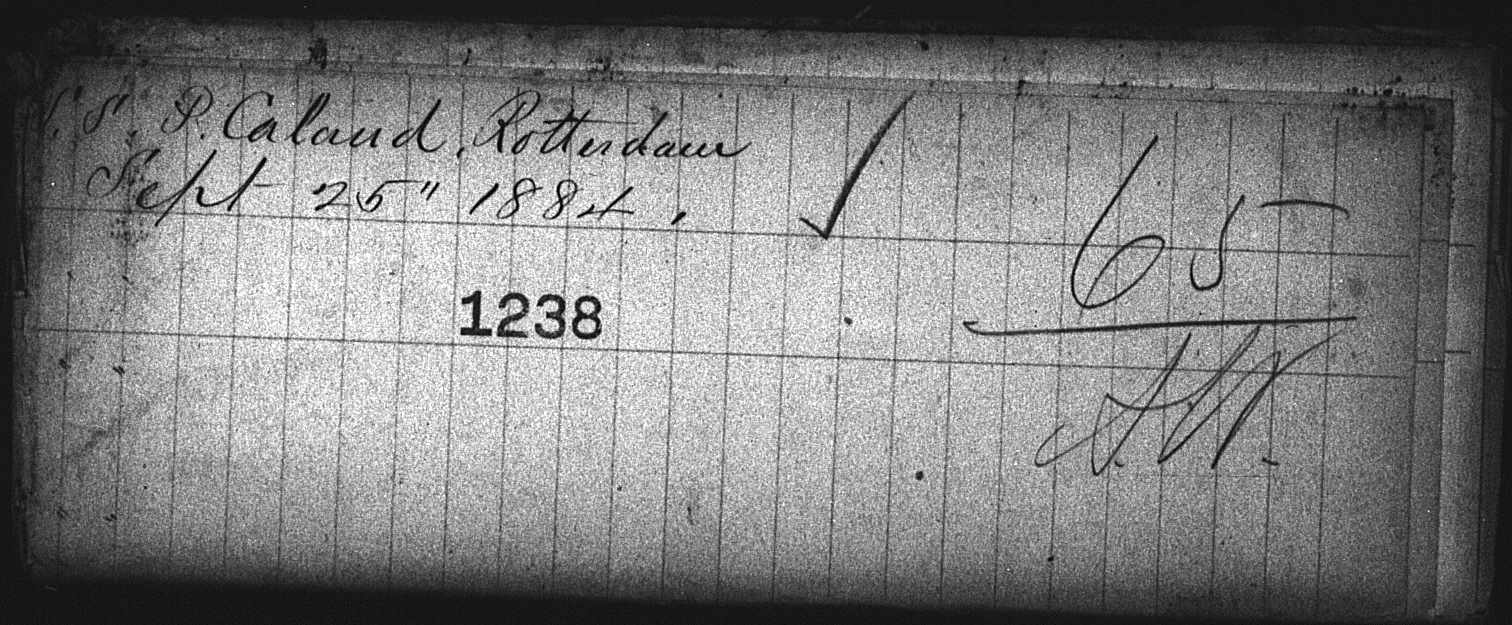 S.S. P. Caland, Rotterdam
Sept 25" 1884.
1238
65